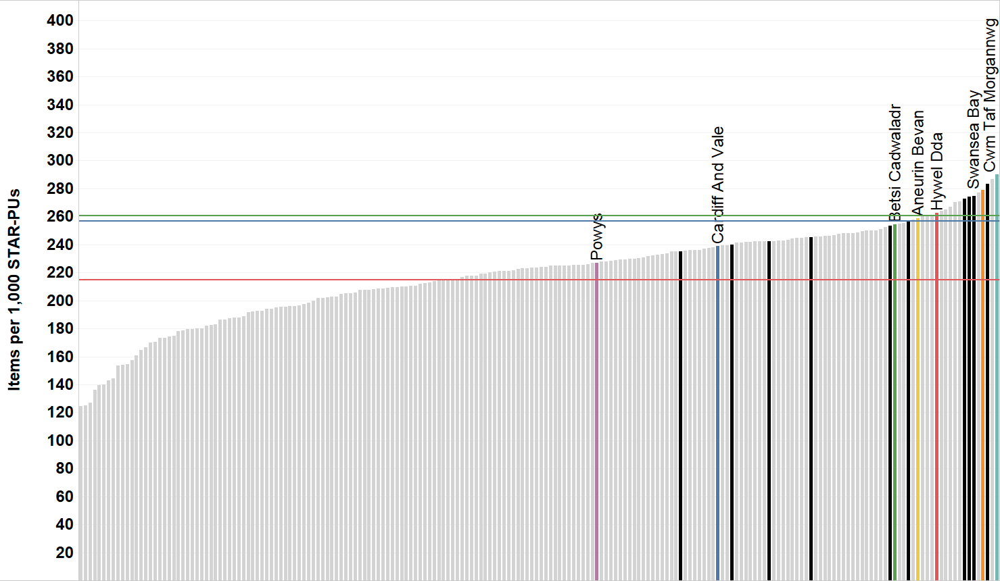 Items per 1,000 STAR-PUs
400
380
360
340
320
300
280
260
240
220
200
180
160
140
120
100
80
60
40
20
Powys
Cardiff And Vale
Betsi Cadwaladr
Aneurin Bevan
Hywel Dda
Swansea Bay
Cwm Taf Morgannwg